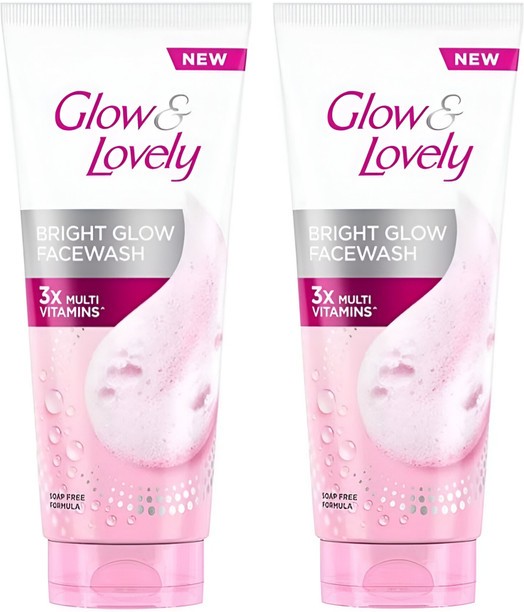 NEW
Glow &
Lovely
BRIGHT GLOW
FACEWASH
3X MULTI
VITAMINS^
SOAP FREE
FORMULA
NEW
Glow &
Lovely
BRIGHT GLOW
FACEWASH
3X MULTI
VITAMINS^
SOAP FREE
FORMULA